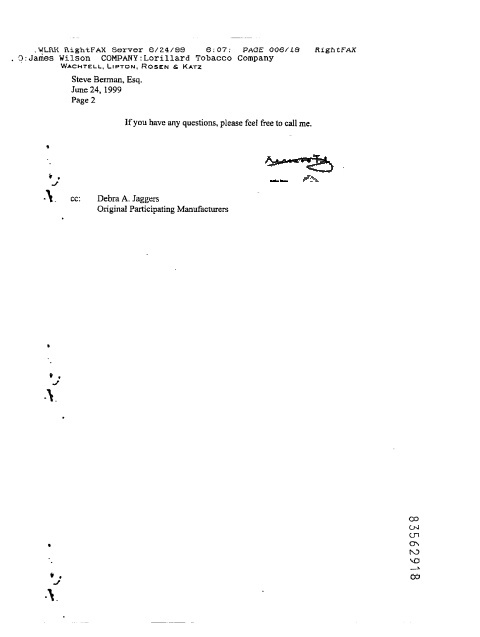 .WLRK RightFAX Server 6/24/99 6:07: PAGE 006/18 RightFAX
O:James Wilson COMPANY:Lorillard Tobacco Company
WACHTELL, LIPTON, ROSEN & KATZ
Steve Berman, Esq.
June 24, 1999
Page 2
If you have any questions, please feel free to call me.
cc: Debra A. Jaggers
Original Participating Manufacturers
83562918